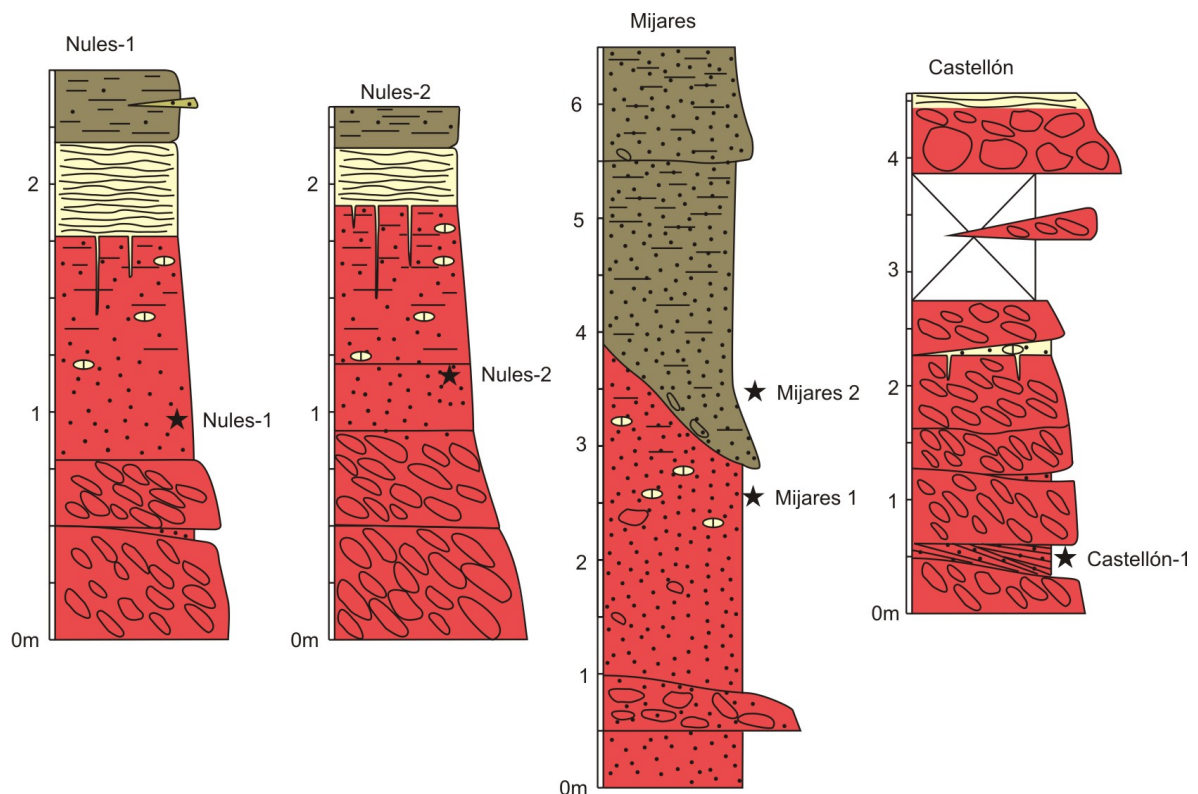 Nules-1
2
1
0m
Nules-1
Nules-2
2
1
0m
Nules-2
Mijares
6
5
4
3
2
1
0m
Mijares 2
Mijares 1
Castellón
4
3
2
1
0m
Castellón-1